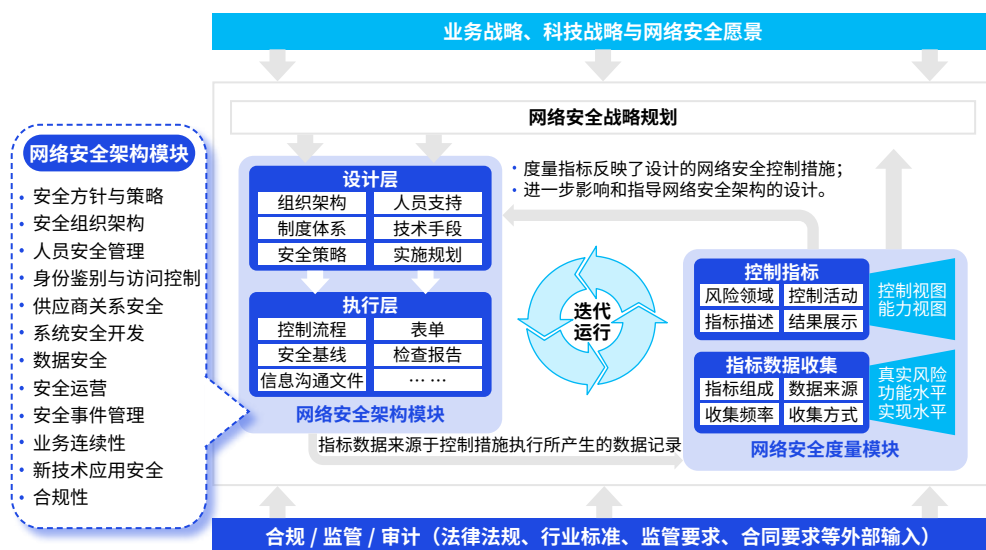 业务战略、科技战略与网络安全愿景
网络安全战略规划
网络安全架构模块
• 安全方针与策略
• 安全组织架构
• 人员安全管理
• 身份鉴别与访问控制
• 供应商关系安全
• 系统安全开发
• 数据安全
• 安全运营
• 安全事件管理
• 业务连续性
• 新技术应用安全
• 合规性
设计层
组织架构 人员支持
制度体系 技术手段
安全策略 实施规划
执行层
控制流程 表单
安全基线 检查报告
信息沟通文件 … …
网络安全架构模块
• 度量指标反映了设计的网络安全控制措施；
• 进一步影响和指导网络安全架构的设计。
迭代
运行
控制指标
风险领域 控制活动
指标描述 结果展示
控制视图
能力视图
指标数据收集
指标组成 数据来源
收集频率 收集方式
真实风险
功能水平
实现水平
网络安全度量模块
指标数据来源于控制措施执行所产生的数据记录
合规 / 监管 / 审计（法律法规、行业标准、监管要求、合同要求等外部输入）